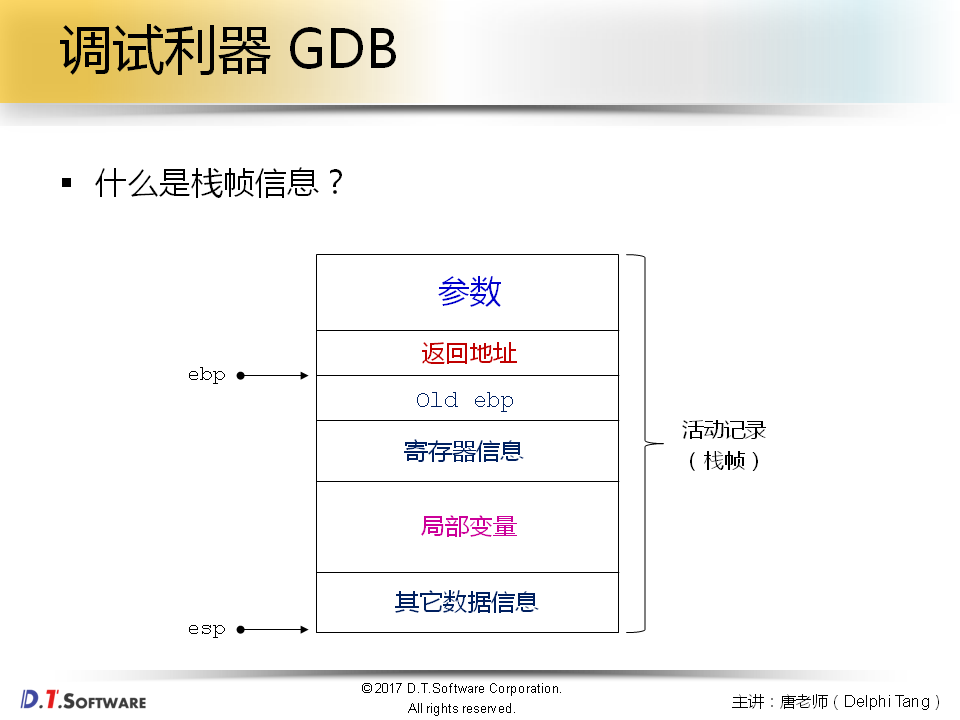 调试利器 GDB
▪ 什么是栈帧信息？
参数
返回地址
ebp
Old ebp
寄存器信息
活动记录
（栈帧）
局部变量
其它数据信息
esp
D.T.SOFTWARE
©2017 D.T.Software Corporation.
All rights reserved.
主讲：唐老师（Delphi Tang）